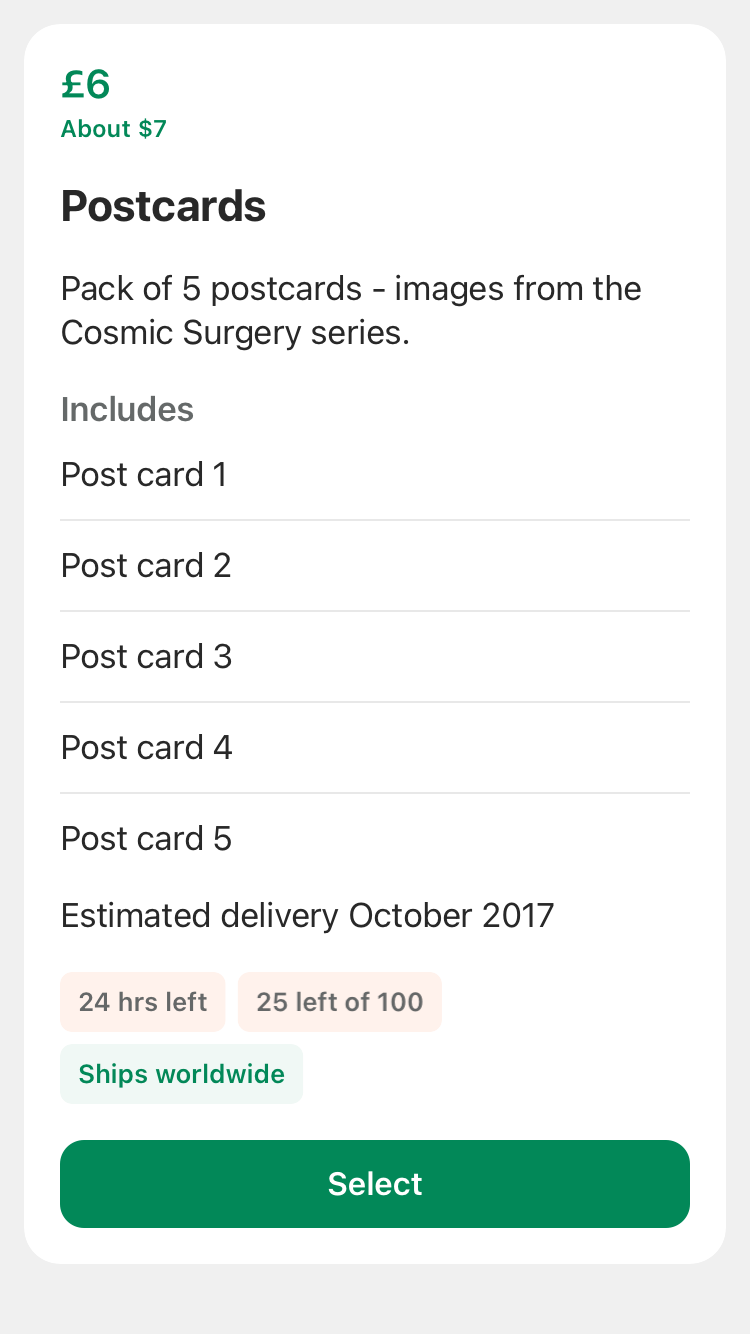 £6
About $7
Postcards
Pack of 5 postcards - images from the
Cosmic Surgery series.
Includes
Post card 1
Post card 2
Post card 3
Post card 4
Post card 5
Estimated delivery October 2017
24 hrs left
25 left of 100
Ships worldwide
Select